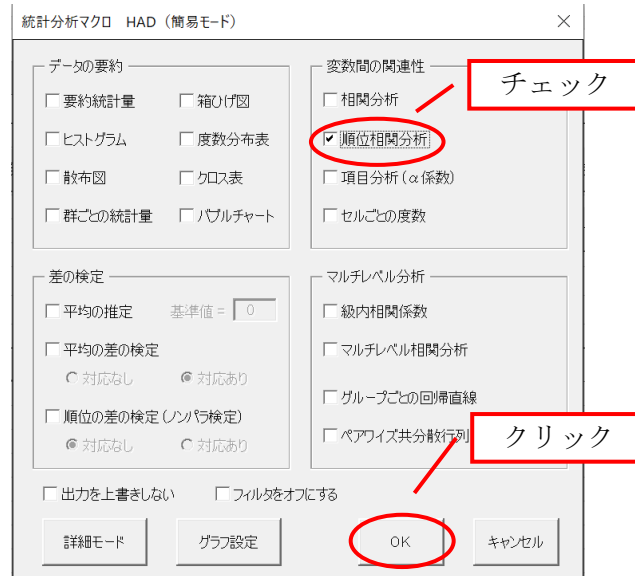 統計分析マクロ HAD（簡易モード）
データの要約
要約統計量 箱ひげ図
ヒストグラム 度数分布表
散布図 クロス表
群ごとの統計量 バブルチャート
変数間の関連性
相関分析
順位相関分析
項目分析(α係数)
セルごとの度数
チェック
差の検定
平均の推定 基準値 = 0
平均の差の検定
対応なし 対応あり
順位の差の検定(ノンパラ検定)
対応なし 対応あり
マルチレベル分析
級内相関係数
マルチレベル相関分析
グループごとの回帰直線
ペアワイズ共分散行列
クリック
出力を上書きしない フィルタをオフにする
詳細モード グラフ設定 OK キャンセル